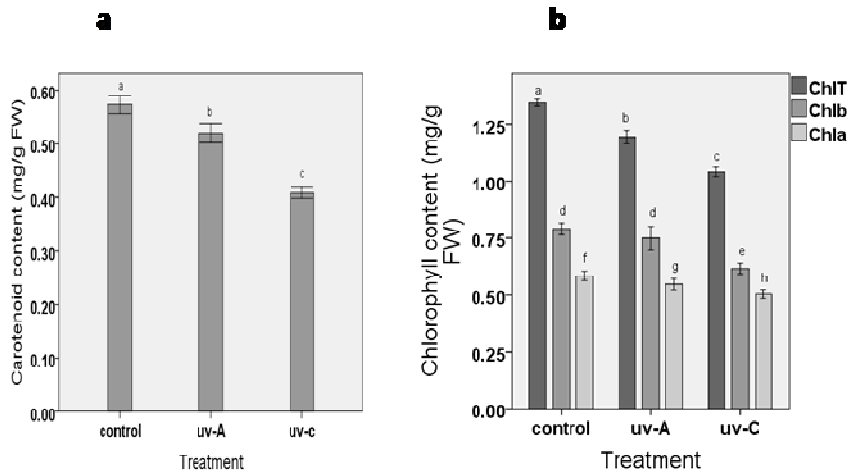 a
Carotenoid content (mg/g FW)
0.60
0.50
0.40
0.30
0.20
0.10
0.00
a
b
c
control uv-A uv-c
Treatment
b
Chlorophyll content (mg/g
FW)
1.25
1.00
0.75
0.50
0.25
0.00
a
d
f
b
d
g
c
e
h
control uv-A uv-C
Treatment
ChlT
Chlb
Chla